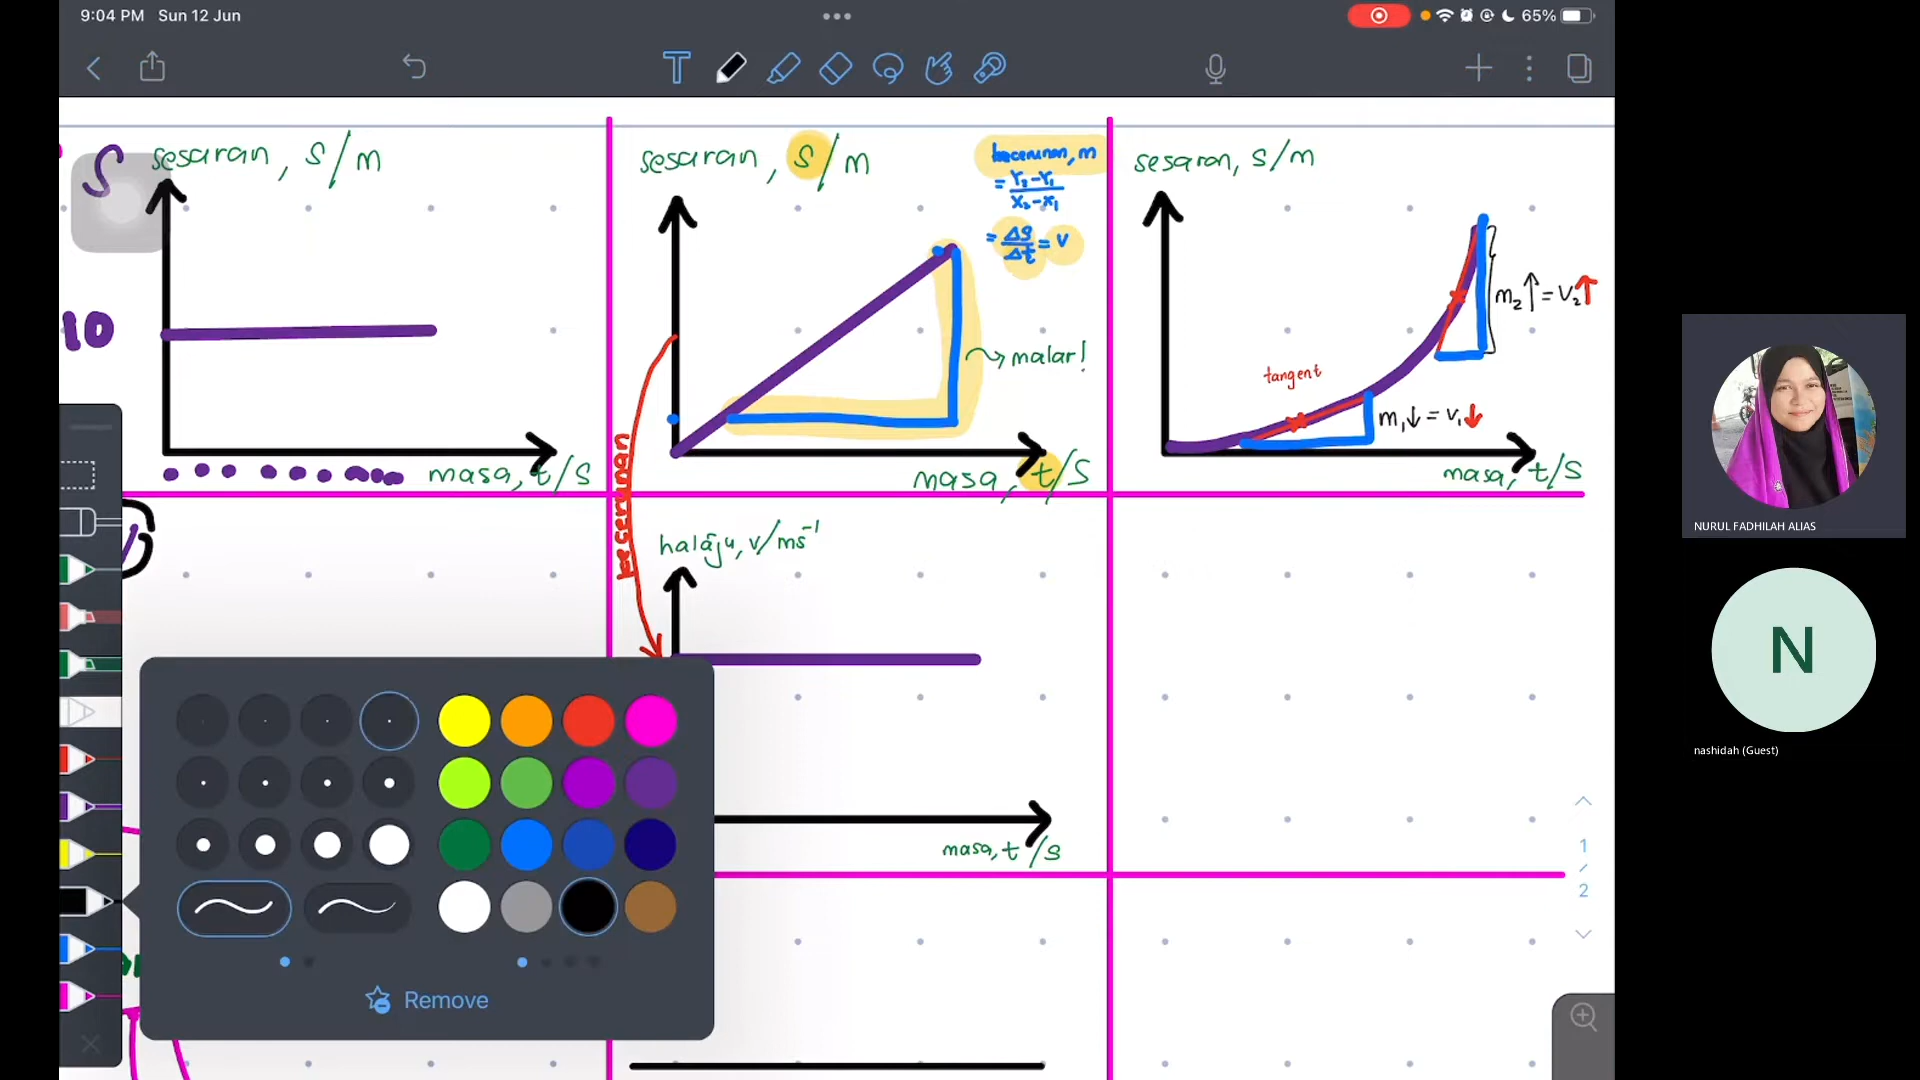 9:04 PM Sun 12 Jun
65%
T
S
sesaran, s/m
10
masa, t/s
sesaran, s/m
kecerunan, m
= Y₂-Y₁
X₂-X₁
= Δs
Δt = v
malar!
masa, t/s
kecerunan
sesaran, s/m
m₂↑ = v₂↑
tangent
m₁↓ = v₁↓
masa, t/s
halaju, v/ms⁻¹
masa, t/s
Remove
1
/
2
NURUL FADHILAH ALIAS
N
nashidah (Guest)